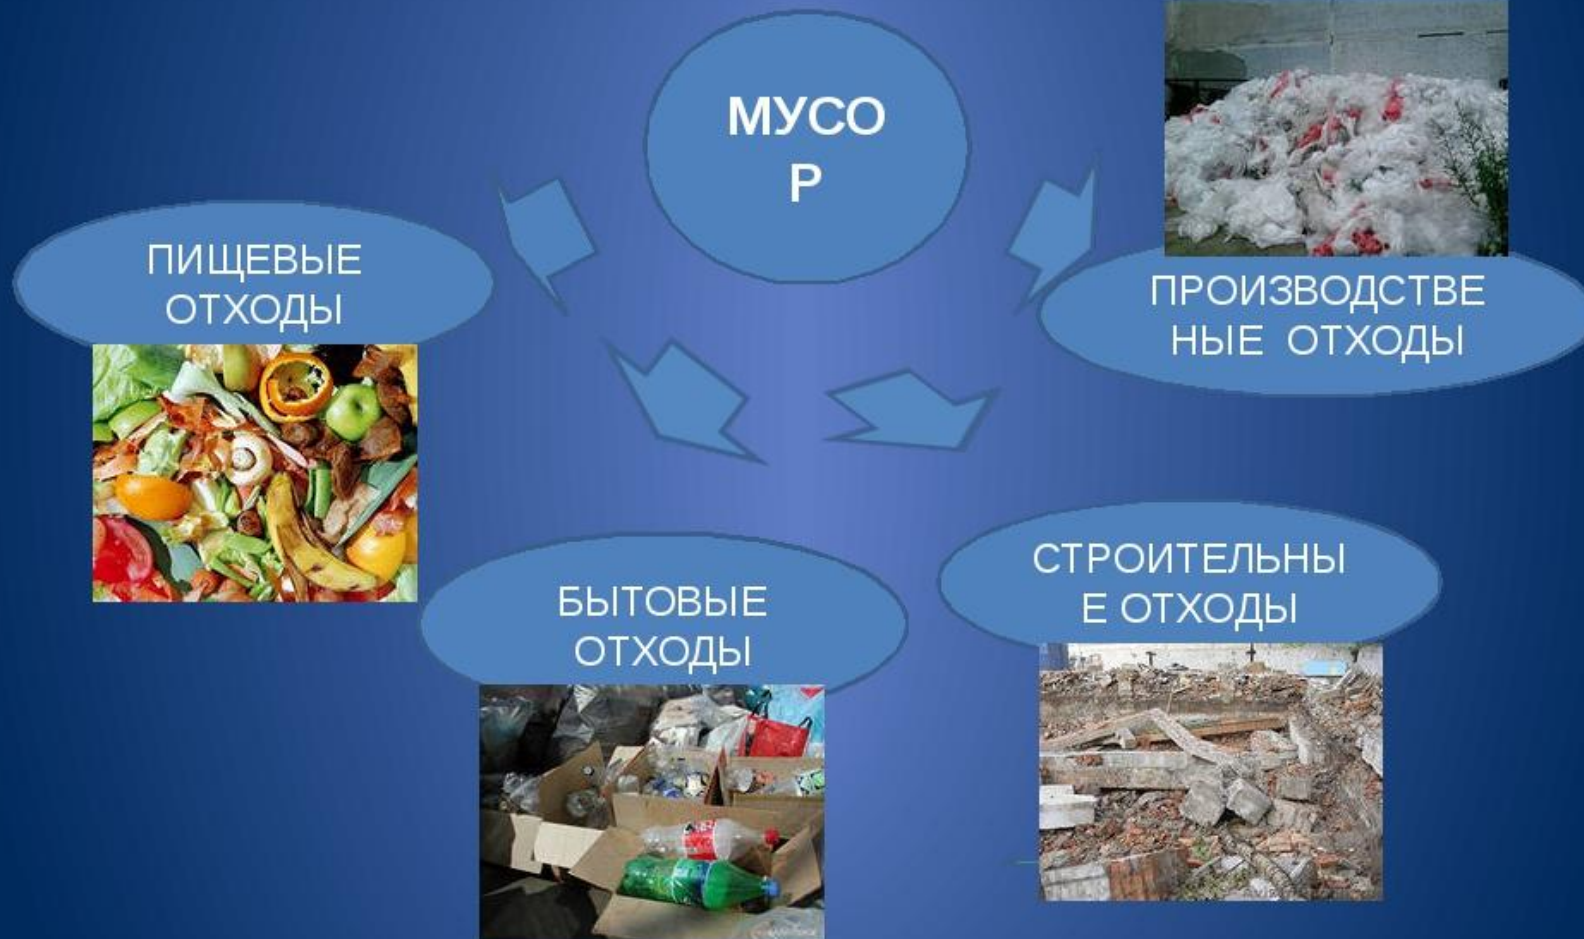 МУСО
Р
ПИЩЕВЫЕ
ОТХОДЫ
ПРОИЗВОДСТВЕ
НЫЕ ОТХОДЫ
БЫТОВЫЕ
ОТХОДЫ
СТРОИТЕЛЬНЫ
Е ОТХОДЫ